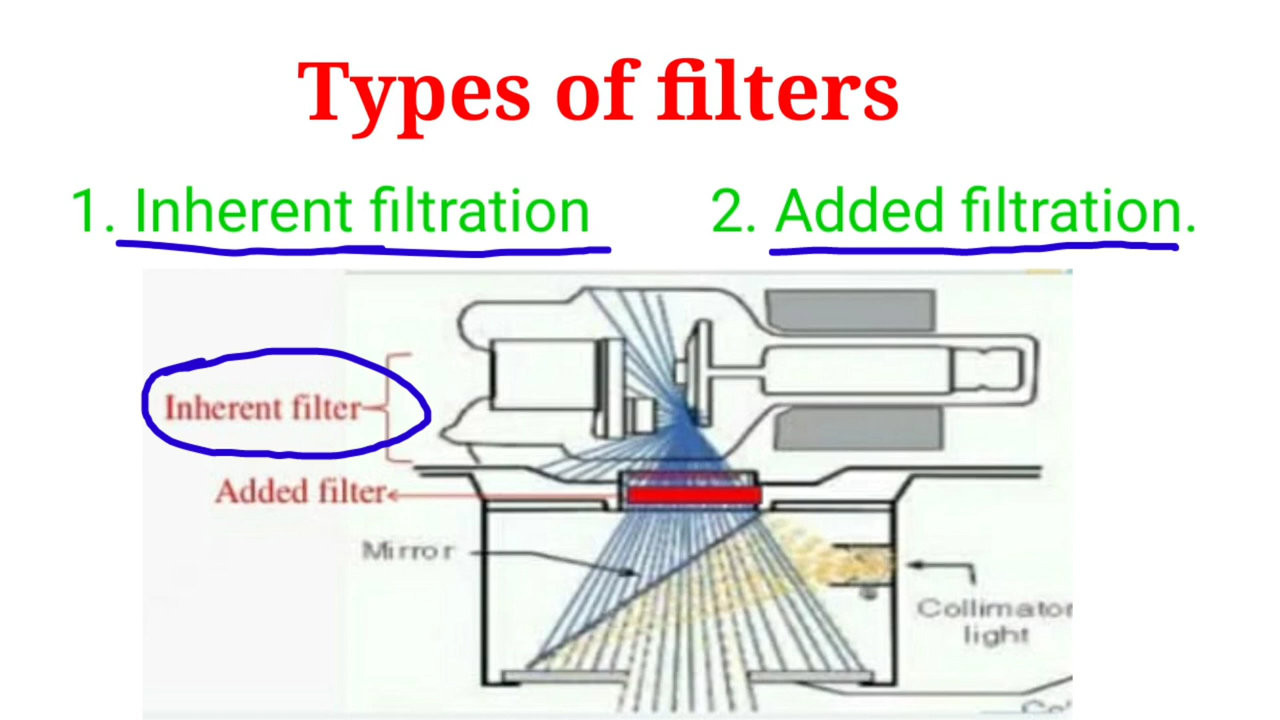 Types of filters
1. Inherent filtration
2. Added filtration.
Inherent filter
Added filter
Mirror
Collimator
light